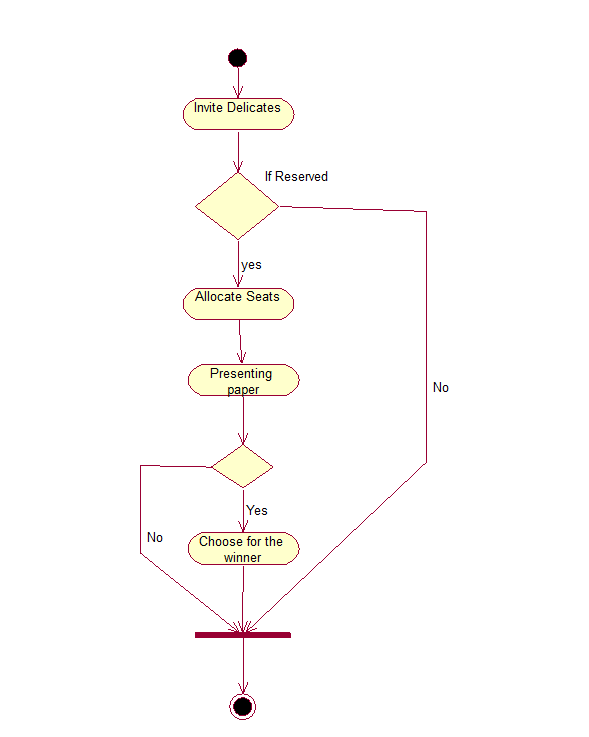 Invite Delicates
If Reserved
yes
Allocate Seats
Presenting
paper
No
Yes
No
Choose for the
winner